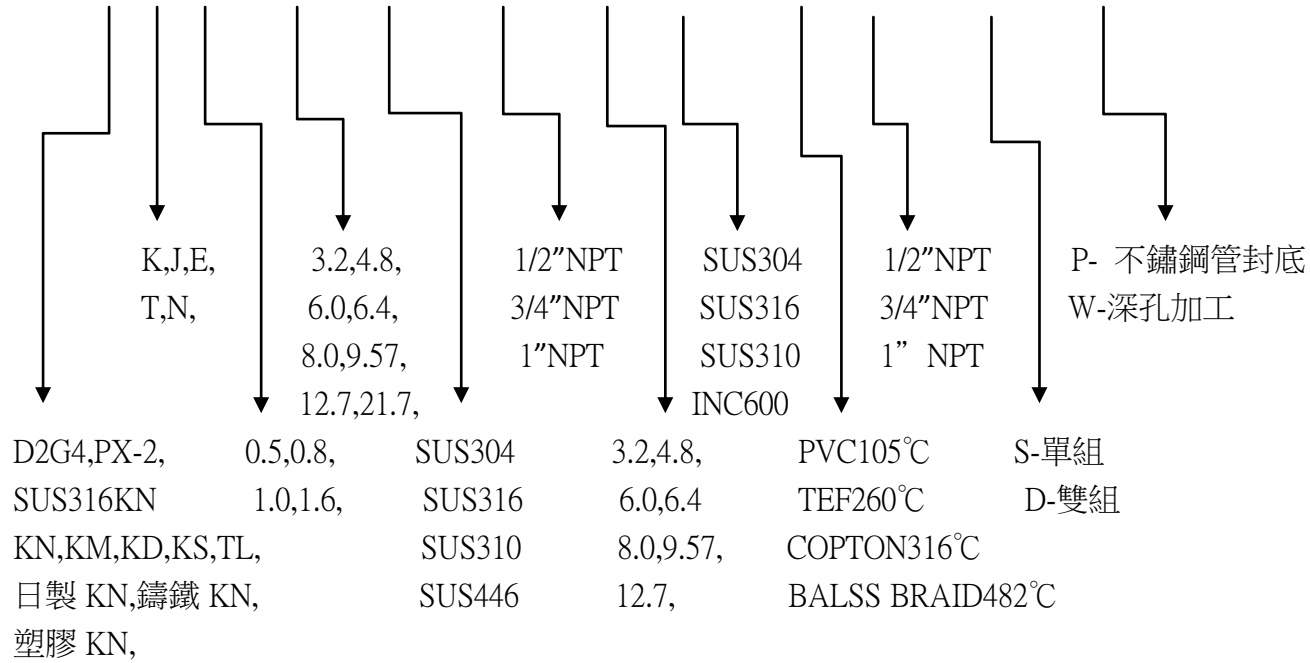 K,J,E, 3.2,4.8, 1/2"NPT SUS304 1/2"NPT P- 不鏽鋼管封底
T,N, 6.0,6.4, 3/4"NPT SUS316 3/4"NPT W-深孔加工
8.0,9.57, 1"NPT SUS310 1” NPT
12.7,21.7, INC600
D2G4,PX-2, 0.5,0.8, SUS304 3.2,4.8, PVC105℃ S-單組
SUS316KN 1.0,1.6, SUS316 6.0,6.4 TEF260℃ D-雙組
KN,KM,KD,KS,TL, SUS310 8.0,9.57, COPTON316℃
日製 KN,鑄鐵 KN, SUS446 12.7, BALSS BRAID482℃
塑膠 KN,